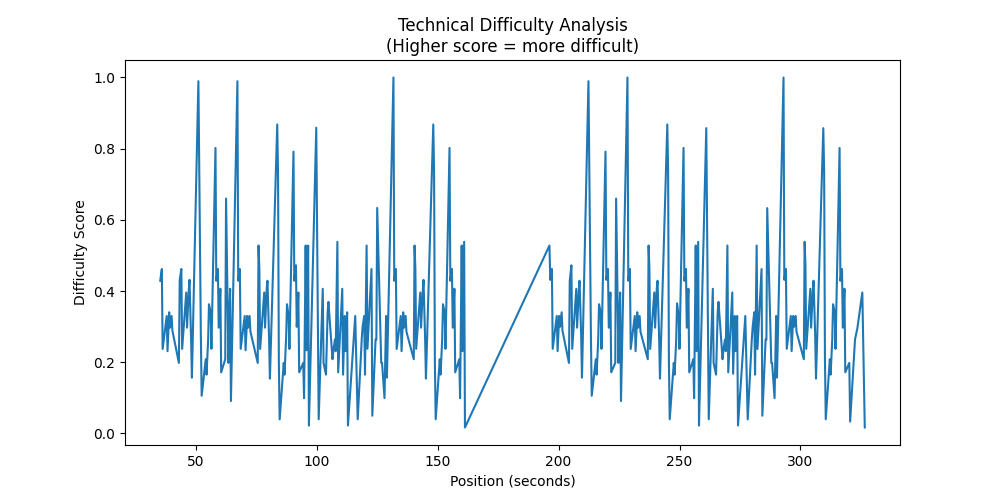 Technical Difficulty Analysis
(Higher score = more difficult)
Difficulty Score
1.0
0.8
0.6
0.4
0.2
0.0
50 100 150 200 250 300
Position (seconds)